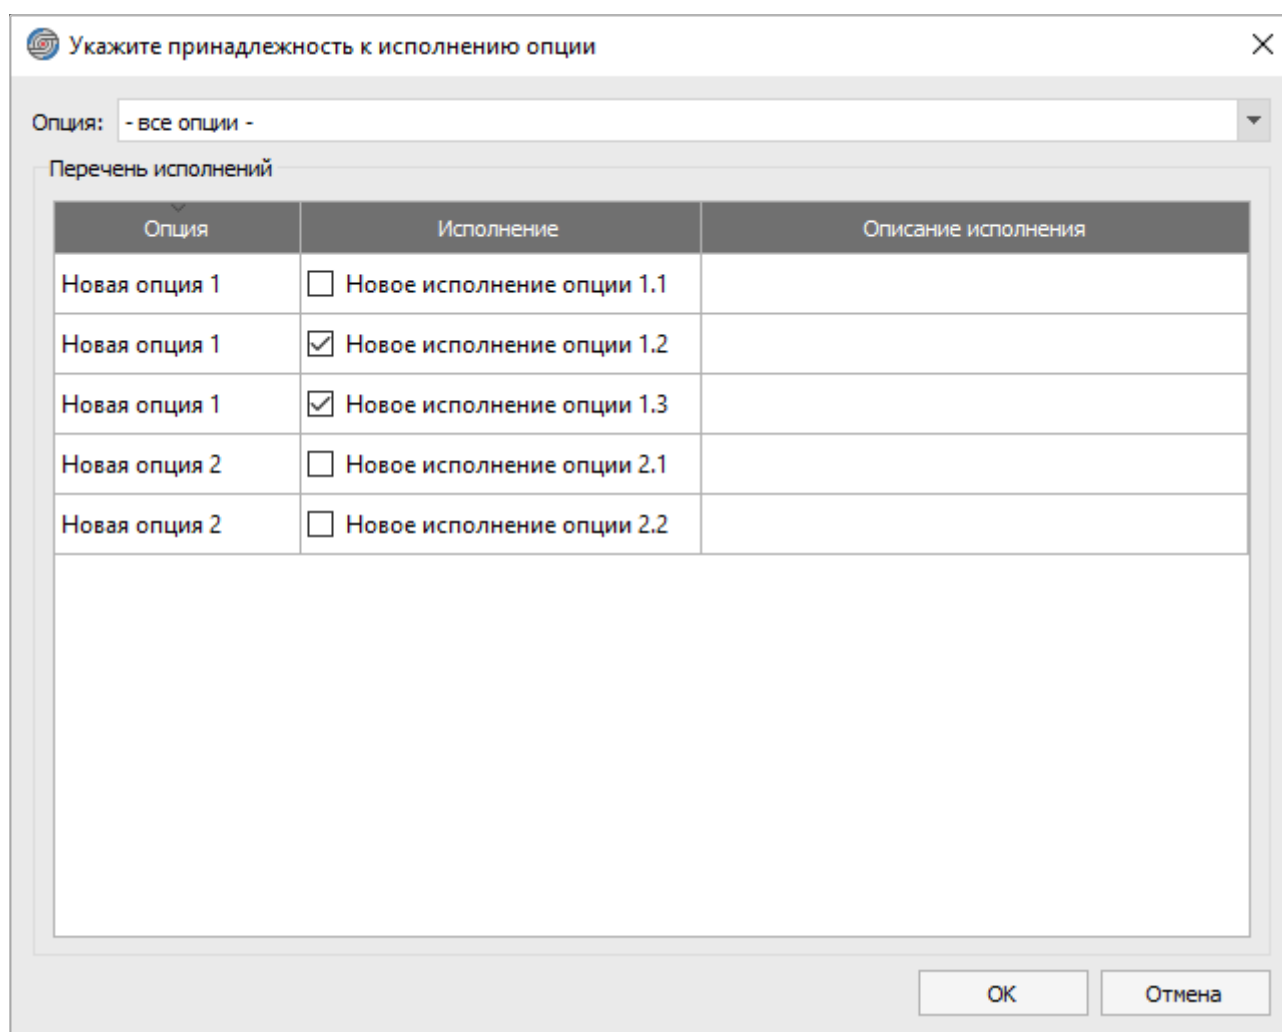 Укажите принадлежность к исполнению опции
Опция: - все опции -
Перечень исполнений
Опция Исполнение Описание исполнения
Новая опция 1 Новое исполнение опции 1.1
Новая опция 1 Новое исполнение опции 1.2
Новая опция 1 Новое исполнение опции 1.3
Новая опция 2 Новое исполнение опции 2.1
Новая опция 2 Новое исполнение опции 2.2
ОК Отмена